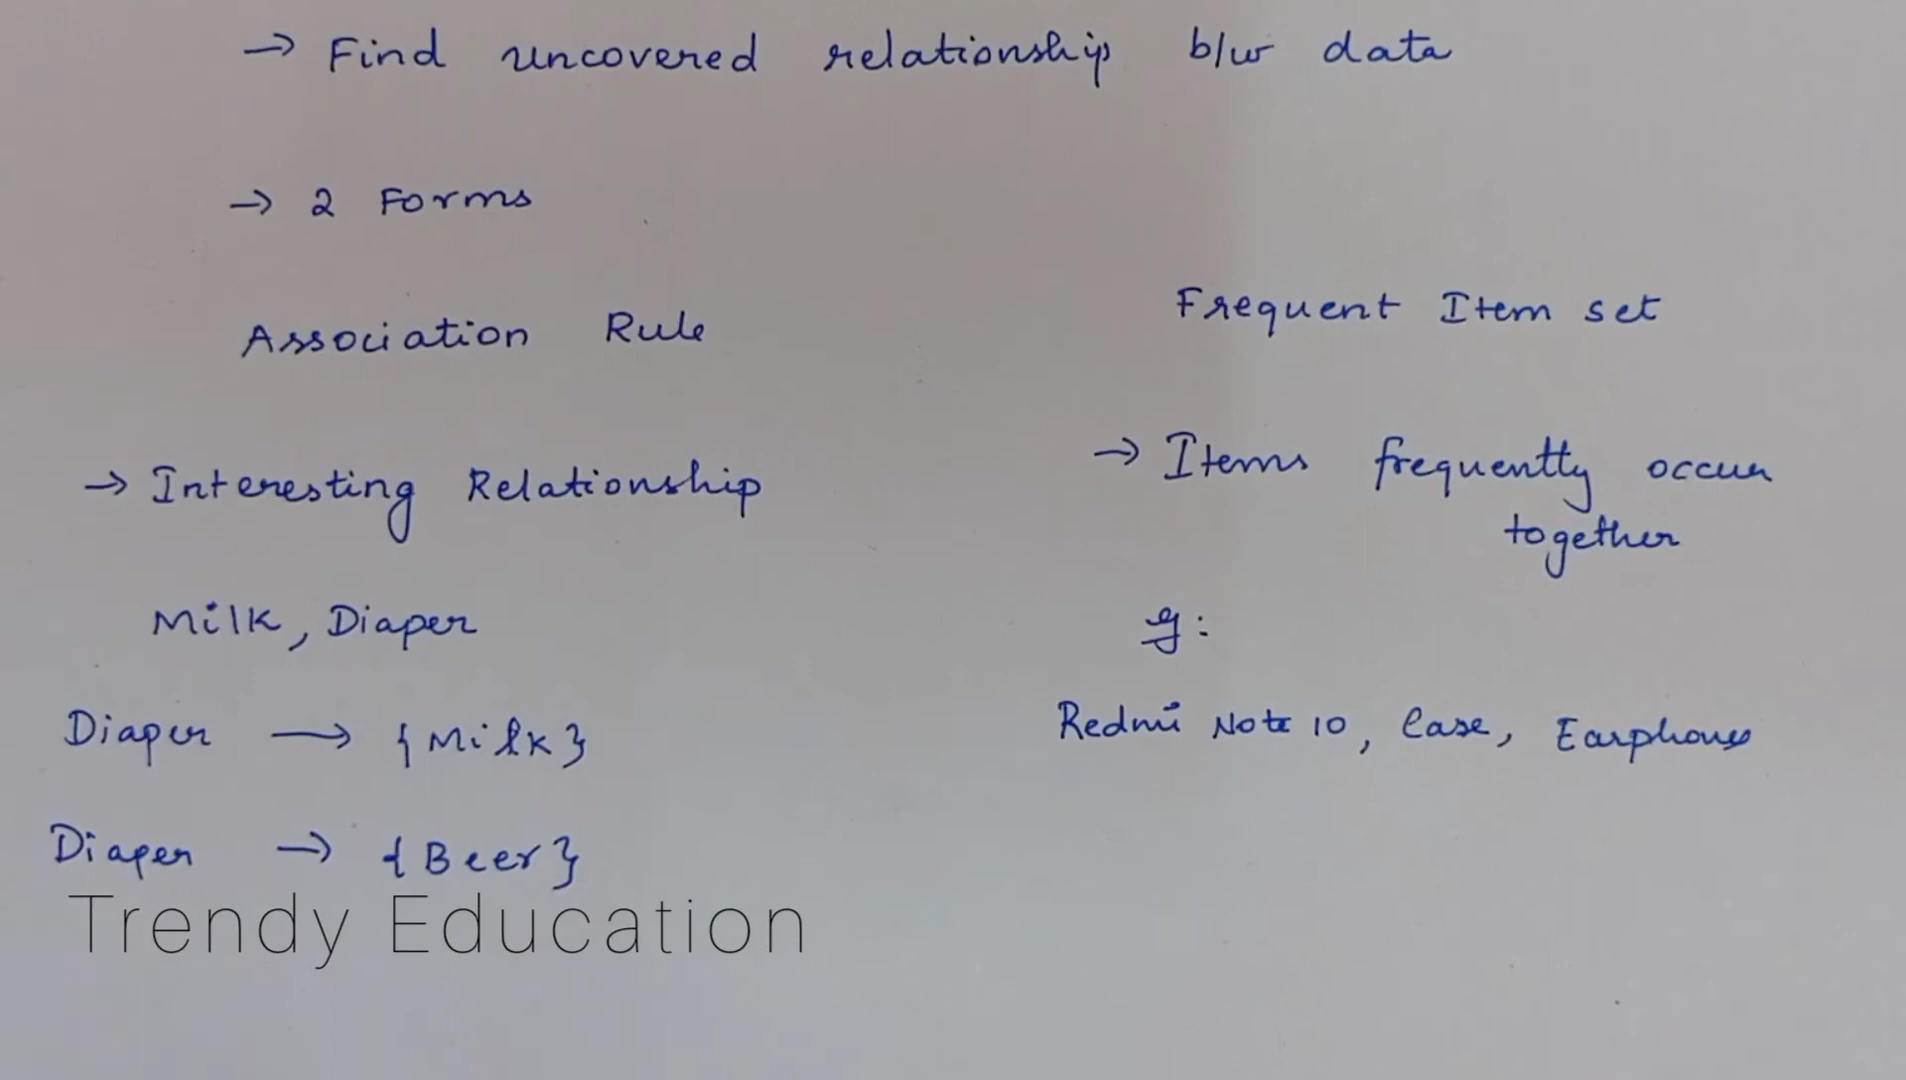 → Find uncovered relationship b/w data
→ 2 Forms
Association Rule
→ Interesting Relationship
Milk, Diaper
Diaper → {Milk}
Diaper → {Beer}
Frequent Item set
→ Items frequently occur
together
eg:
Redmi Note 10, Case, Earphones
Trendy Education